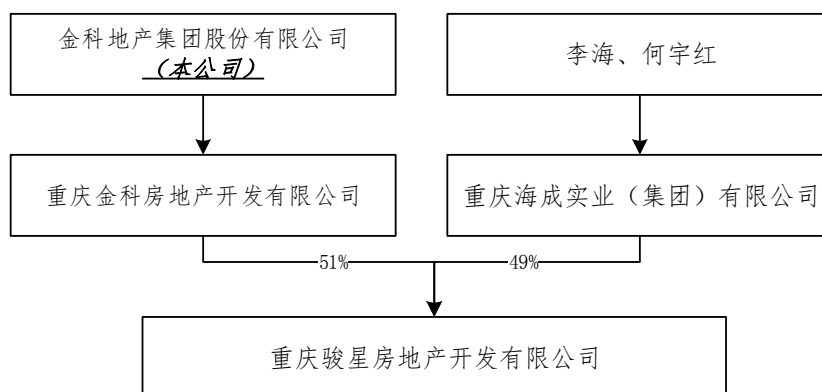 金科地产集团股份有限公司
（本公司）
李海、何宇红
重庆金科房地产开发有限公司
重庆海成实业（集团）有限公司
51%
49%
重庆骏星房地产开发有限公司